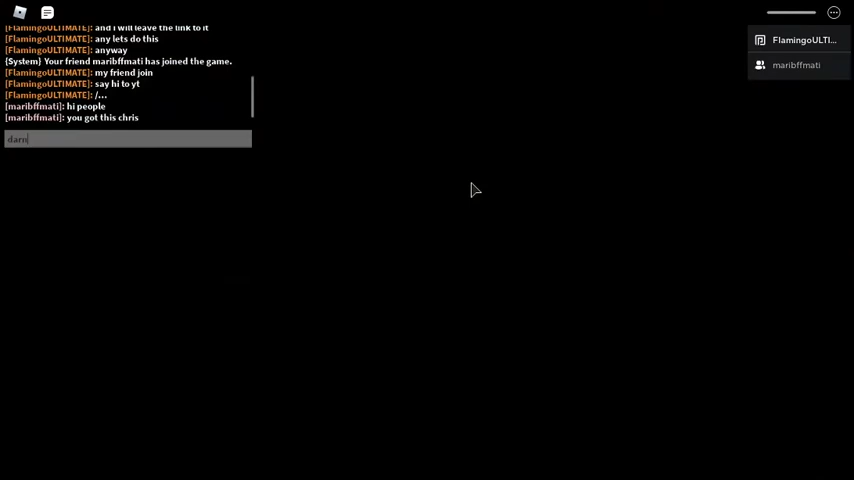 [FlamingoULTIMATE]: and i will leave the link to it
[FlamingoULTIMATE]: any lets do this
[FlamingoULTIMATE]: anyway
{System} Your friend maribffmati has joined the game.
[FlamingoULTIMATE]: my friend join
[FlamingoULTIMATE]: say hi to yt
[FlamingoULTIMATE]: /...
[maribffmati]: hi people
[maribffmati]: you got this chris
darn
FlamingoULTI...
maribffmati